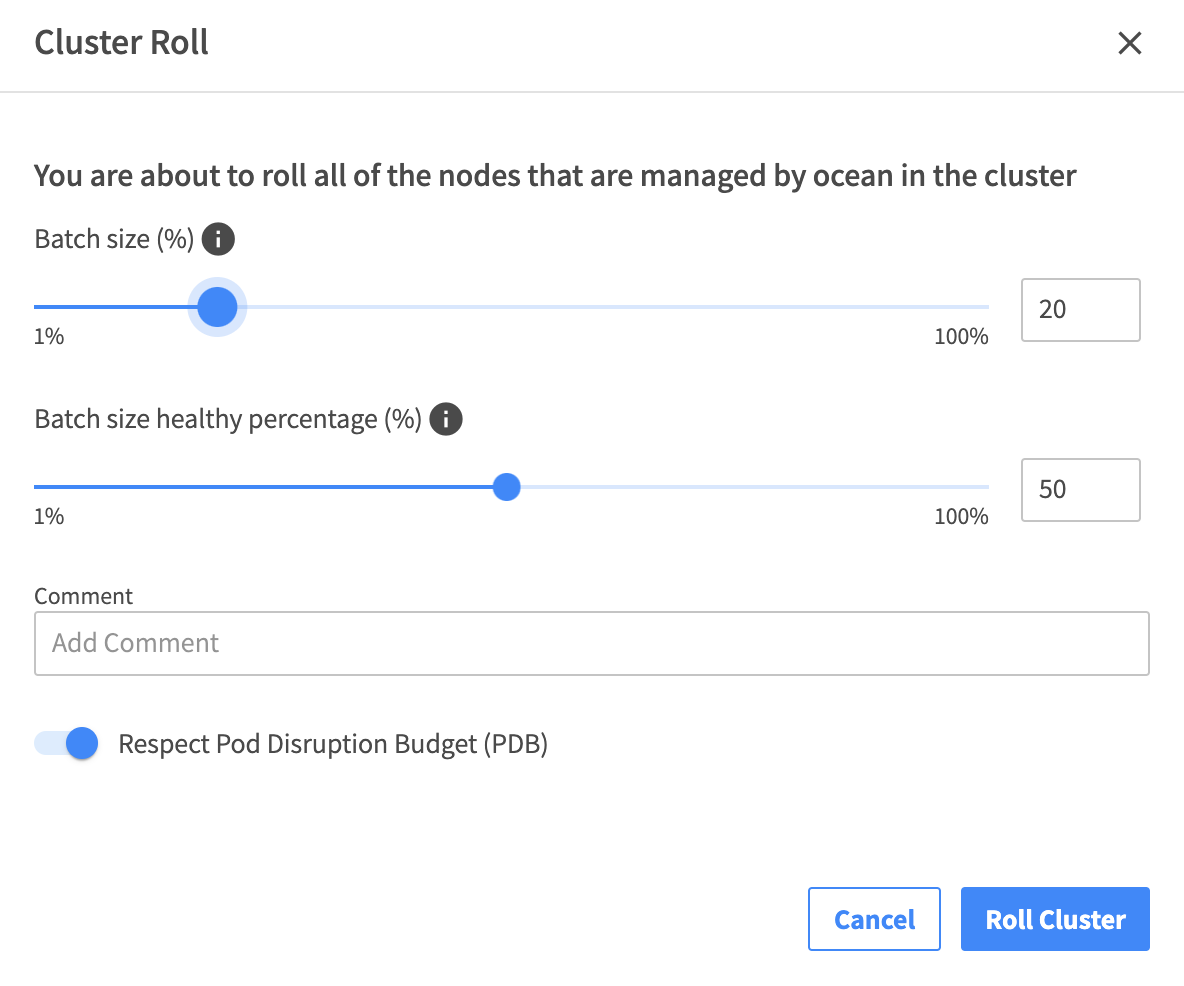 Cluster Roll
You are about to roll all of the nodes that are managed by ocean in the cluster
Batch size (%)
20
1%
100%
Batch size healthy percentage (%)
50
1%
100%
Comment
Add Comment
Respect Pod Disruption Budget (PDB)
Cancel
Roll Cluster